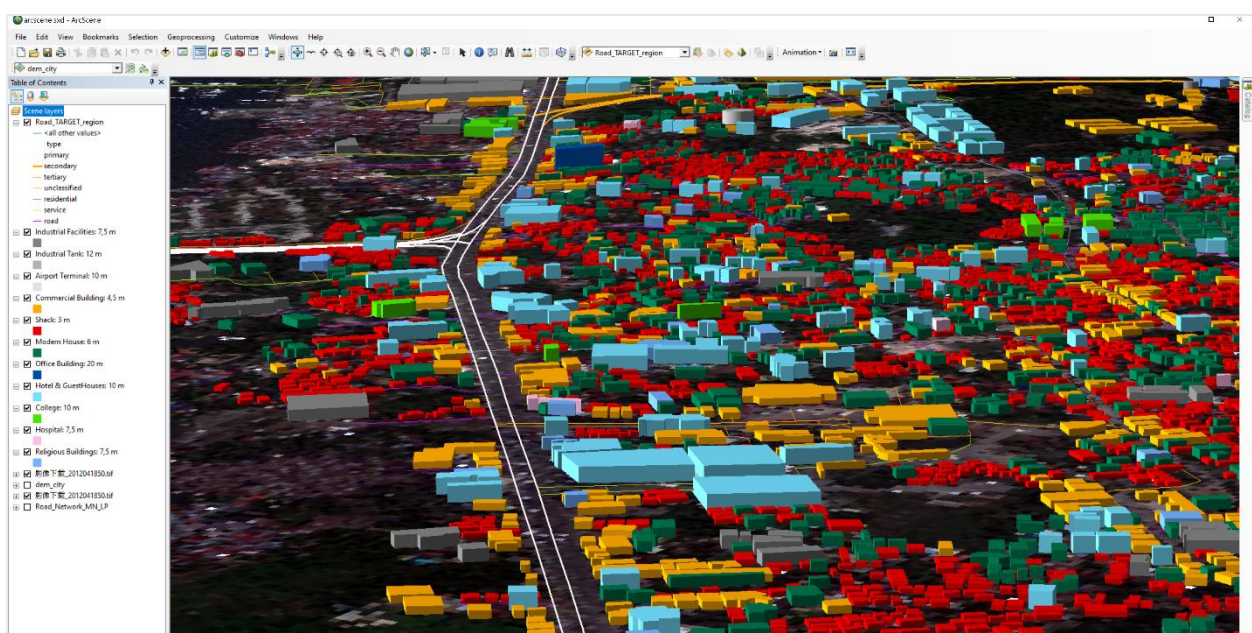 arcscene.sxd - ArcScene
File Edit View Bookmarks Selection Geoprocessing Customize Windows Help
Road_TARGET_region Animation
dem_city
Table of Contents
Catalog
Scene layers
Road_TARGET_region
<all other values>
type
primary
secondary
tertiary
unclassified
residential
service
road
Industrial Facilities: 7,5 m
Industrial Tank: 12 m
Airport Terminal: 10 m
Commercial Building: 4,5 m
Shack: 3 m
Modern House: 6 m
Office Building: 20 m
Hotel & GuestHouses: 10 m
College: 10 m
Hospital: 7,5 m
Religious Buildings: 7,5 m
影像下载_2012041850.tif
dem_city
影像下载_2012041850.tif
Road_Network_MN_LP